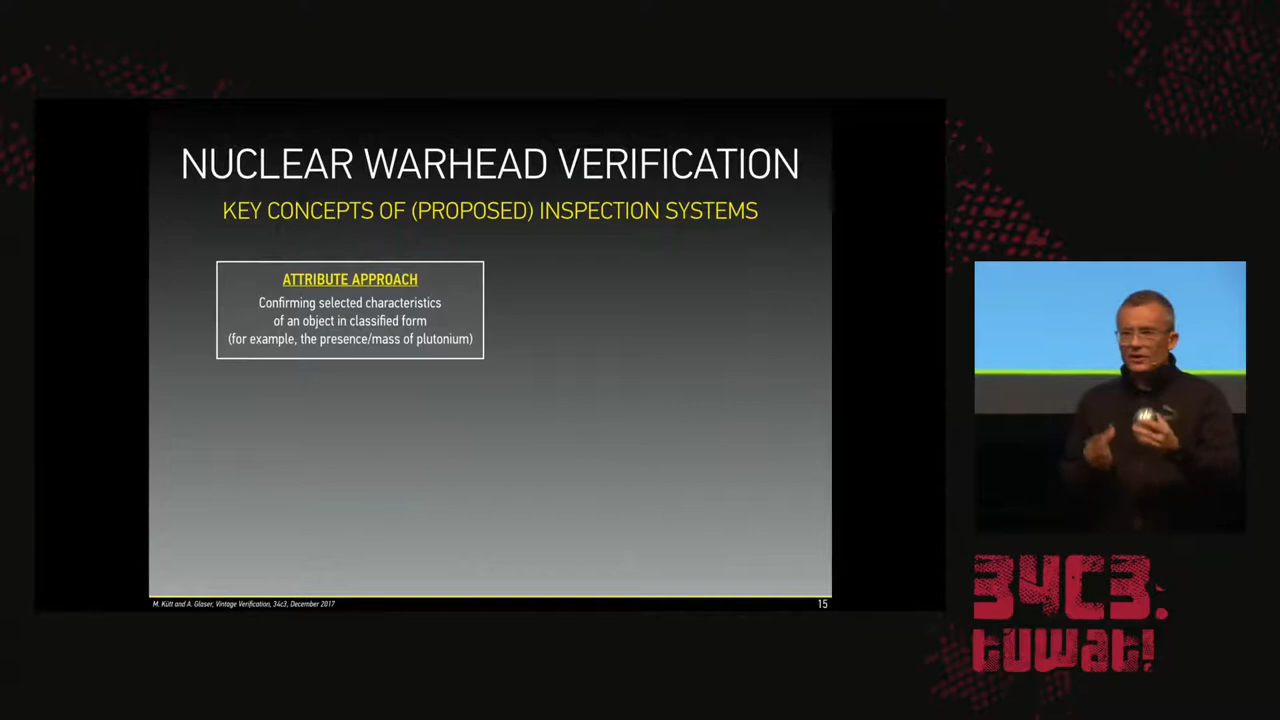 NUCLEAR WARHEAD VERIFICATION
KEY CONCEPTS OF (PROPOSED) INSPECTION SYSTEMS
ATTRIBUTE APPROACH
Confirming selected characteristics
of an object in classified form
(for example, the presence/mass of plutonium)
M. Kütt and A. Glaser, Vintage Verification, 34c3, December 2017
15
34C3.
tuwat!